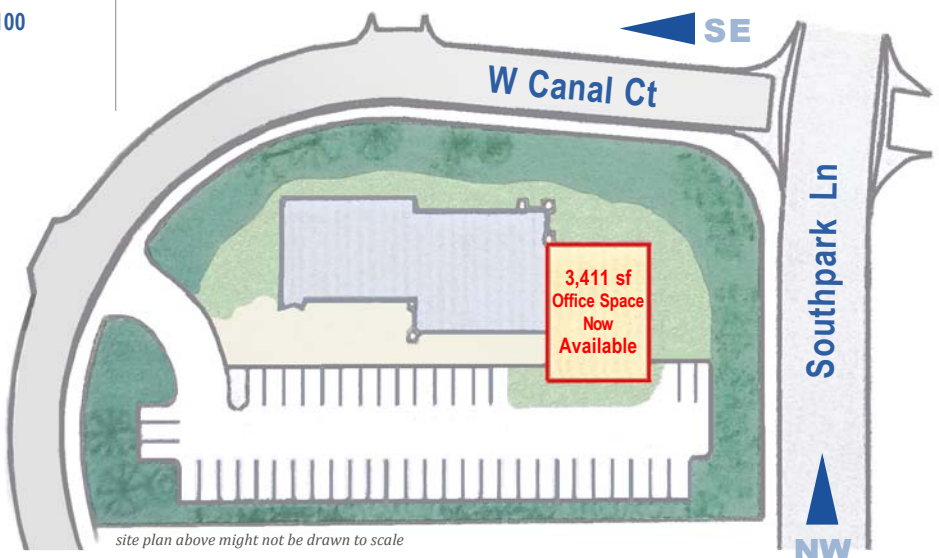 100
SE
W Canal Ct
Southpark Ln
3,411 sf
Office Space
Now
Available
NW
site plan above might not be drawn to scale